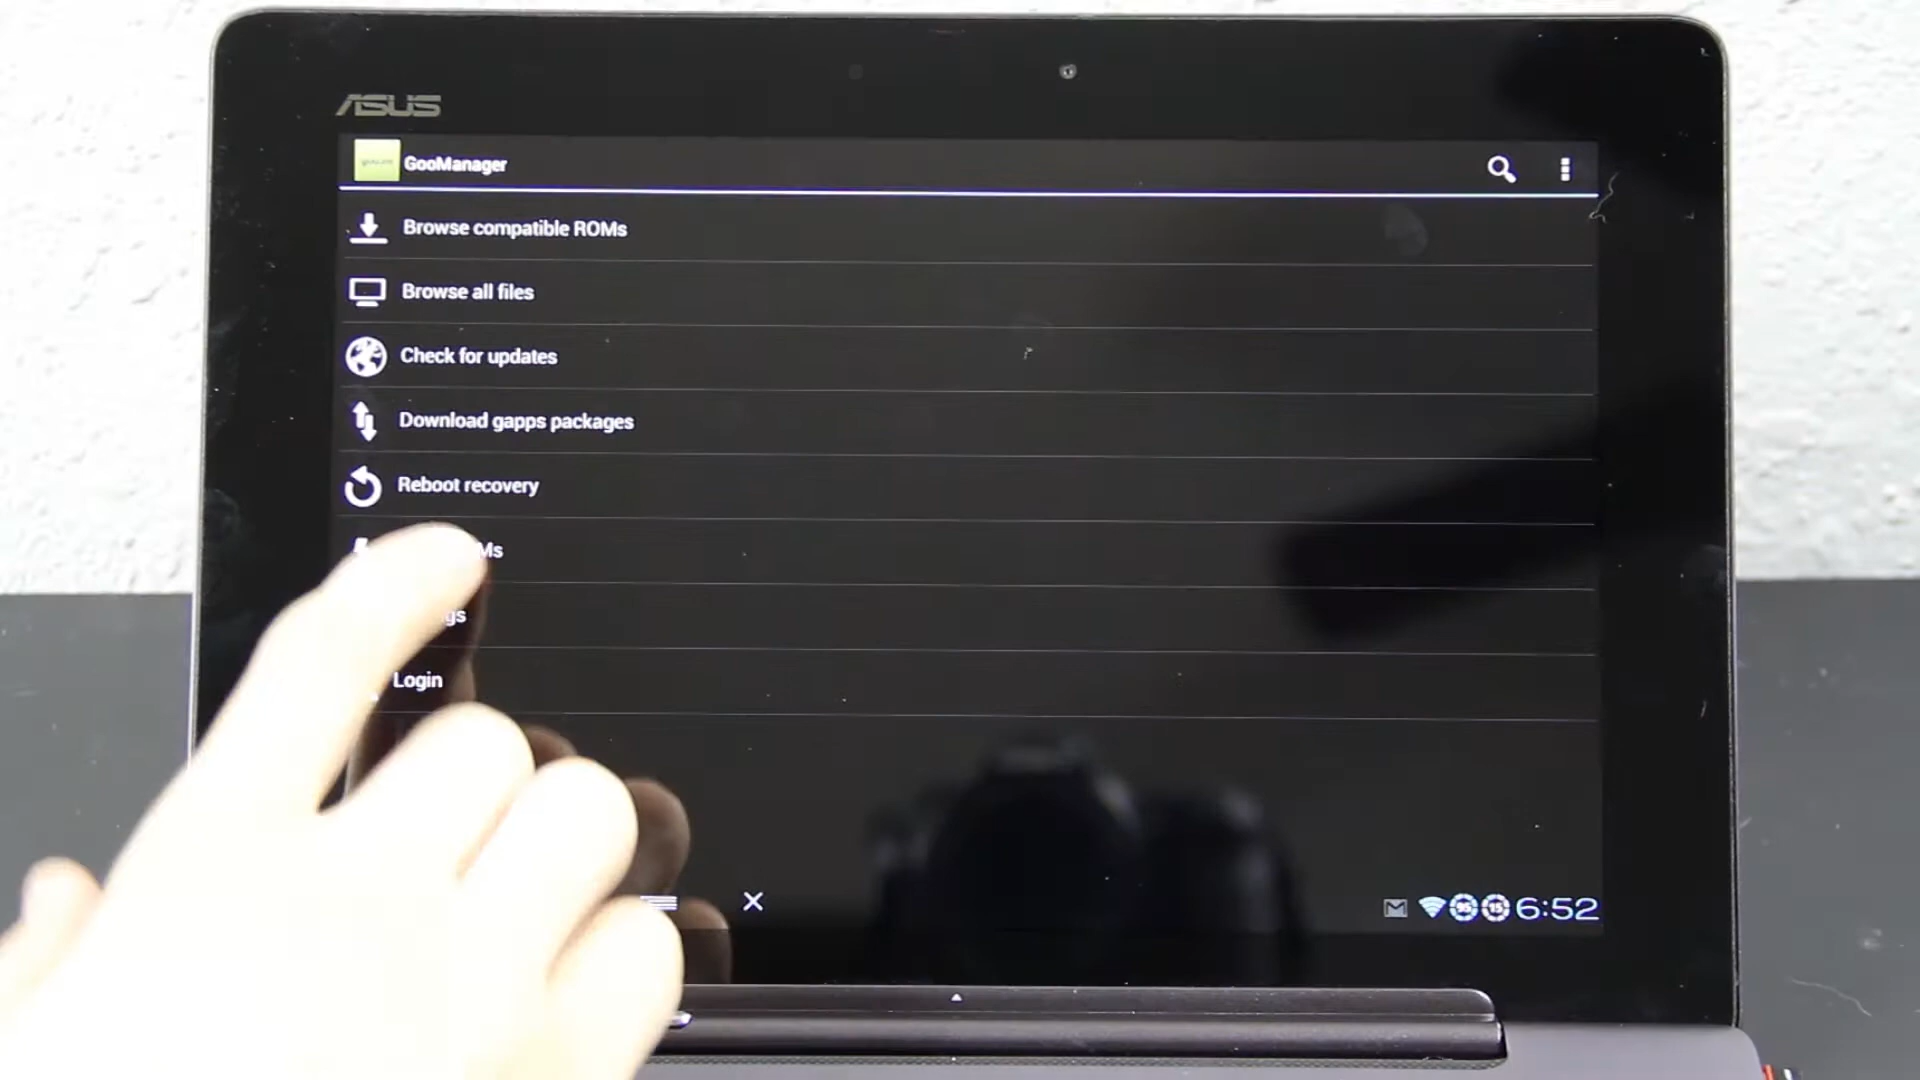 ASUS
GooManager
Browse compatible ROMs
Browse all files
Check for updates
Download gapps packages
Reboot recovery
Login
6:52